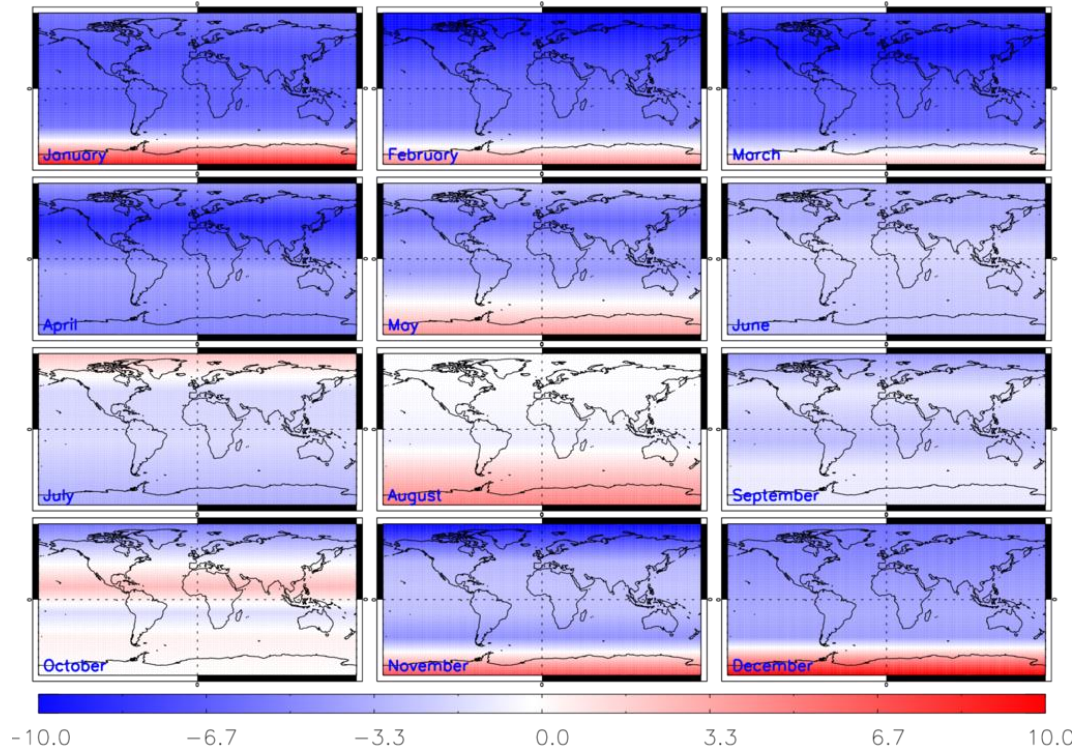 January
February
March
April
May
June
July
August
September
October
November
December
-10.0 -6.7 -3.3 0.0 3.3 6.7 10.0